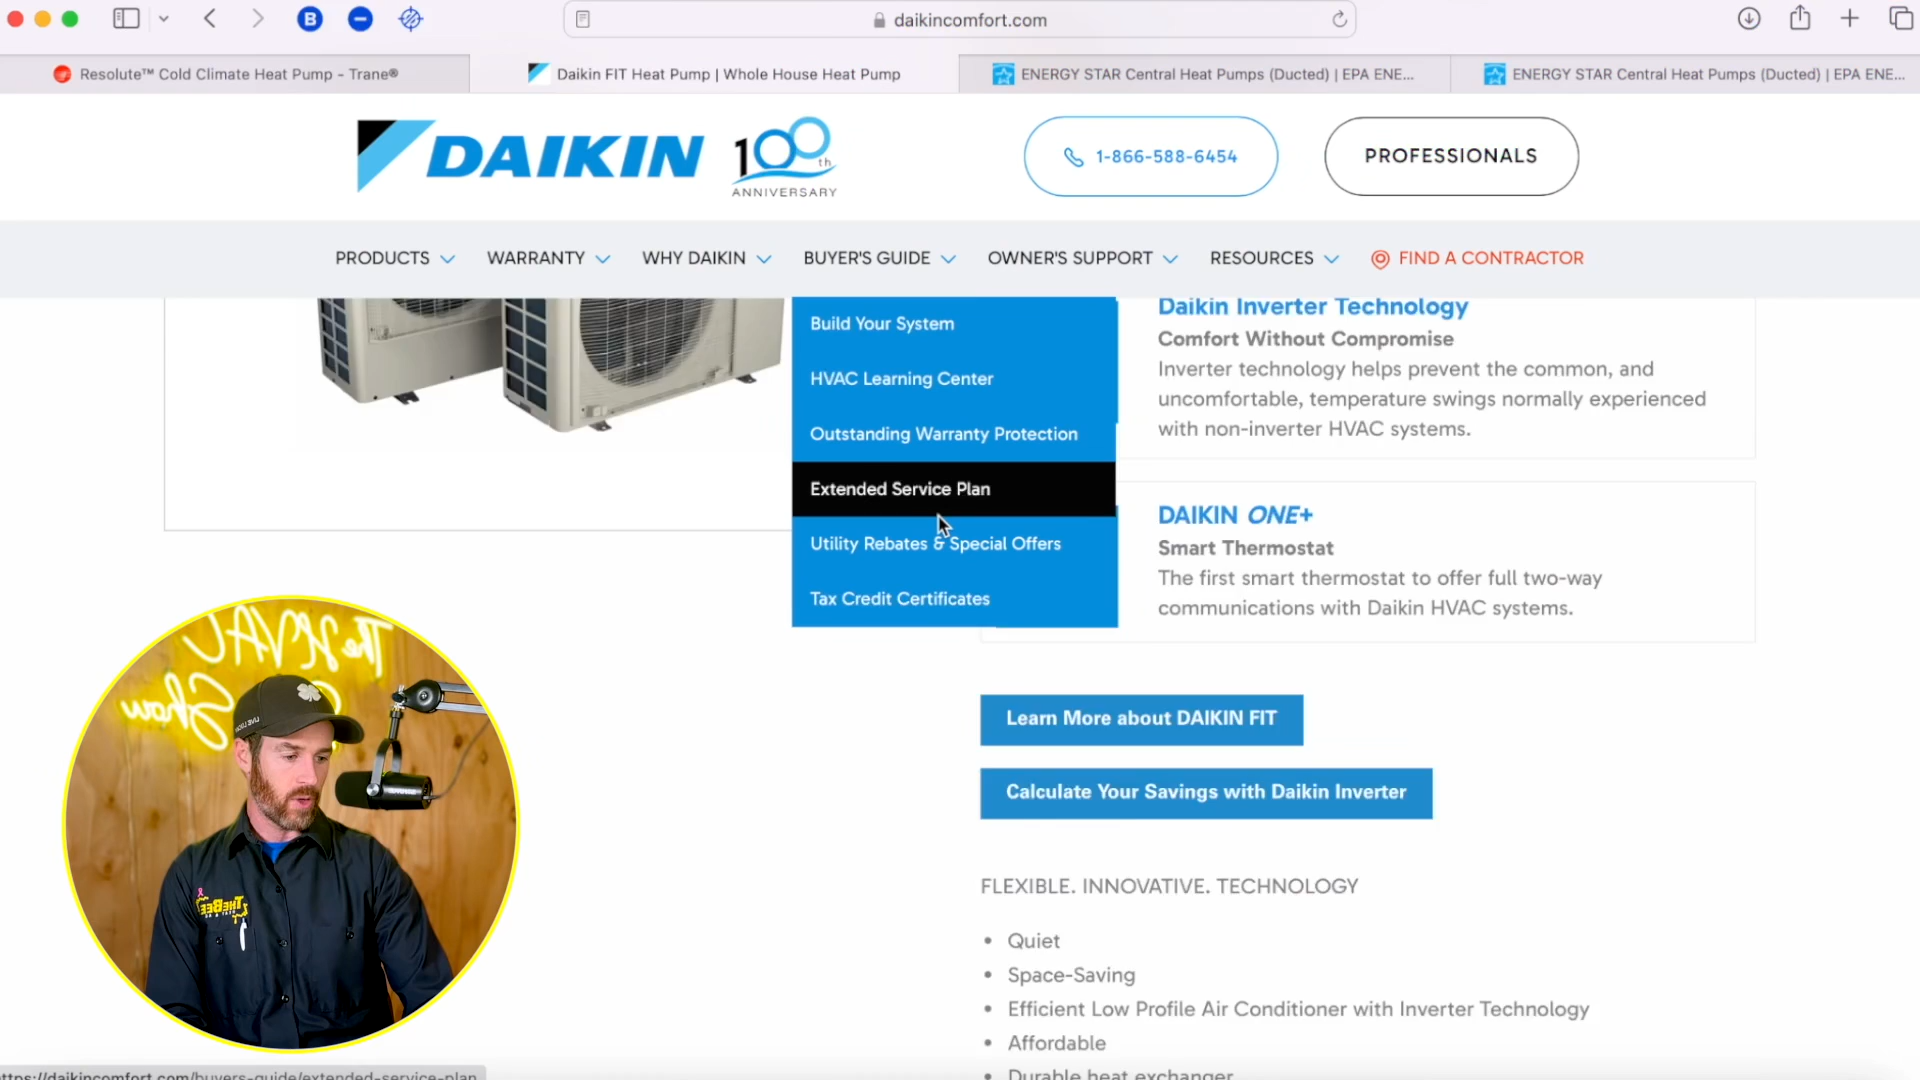 daikincomfort.com
Resolute™ Cold Climate Heat Pump - Trane®
Daikin FIT Heat Pump | Whole House Heat Pump
ENERGY STAR Central Heat Pumps (Ducted) | EPA ENE...
ENERGY STAR Central Heat Pumps (Ducted) | EPA ENE...
DAIKIN
100th
ANNIVERSARY
1-866-588-6454
PROFESSIONALS
PRODUCTS
WARRANTY
WHY DAIKIN
BUYER'S GUIDE
OWNER'S SUPPORT
RESOURCES
FIND A CONTRACTOR
Build Your System
HVAC Learning Center
Outstanding Warranty Protection
Extended Service Plan
Utility Rebates & Special Offers
Tax Credit Certificates
Daikin Inverter Technology
Comfort Without Compromise
Inverter technology helps prevent the common, and
uncomfortable, temperature swings normally experienced
with non-inverter HVAC systems.
DAIKIN ONE+
Smart Thermostat
The first smart thermostat to offer full two-way
communications with Daikin HVAC systems.
Learn More about DAIKIN FIT
Calculate Your Savings with Daikin Inverter
FLEXIBLE. INNOVATIVE. TECHNOLOGY
• Quiet
• Space-Saving
• Efficient Low Profile Air Conditioner with Inverter Technology
• Affordable
• Durable heat exchanger
The HVAC
Show
THEBEE
ttps://daikincomfort.com/buyers-guide/extended-service-plan